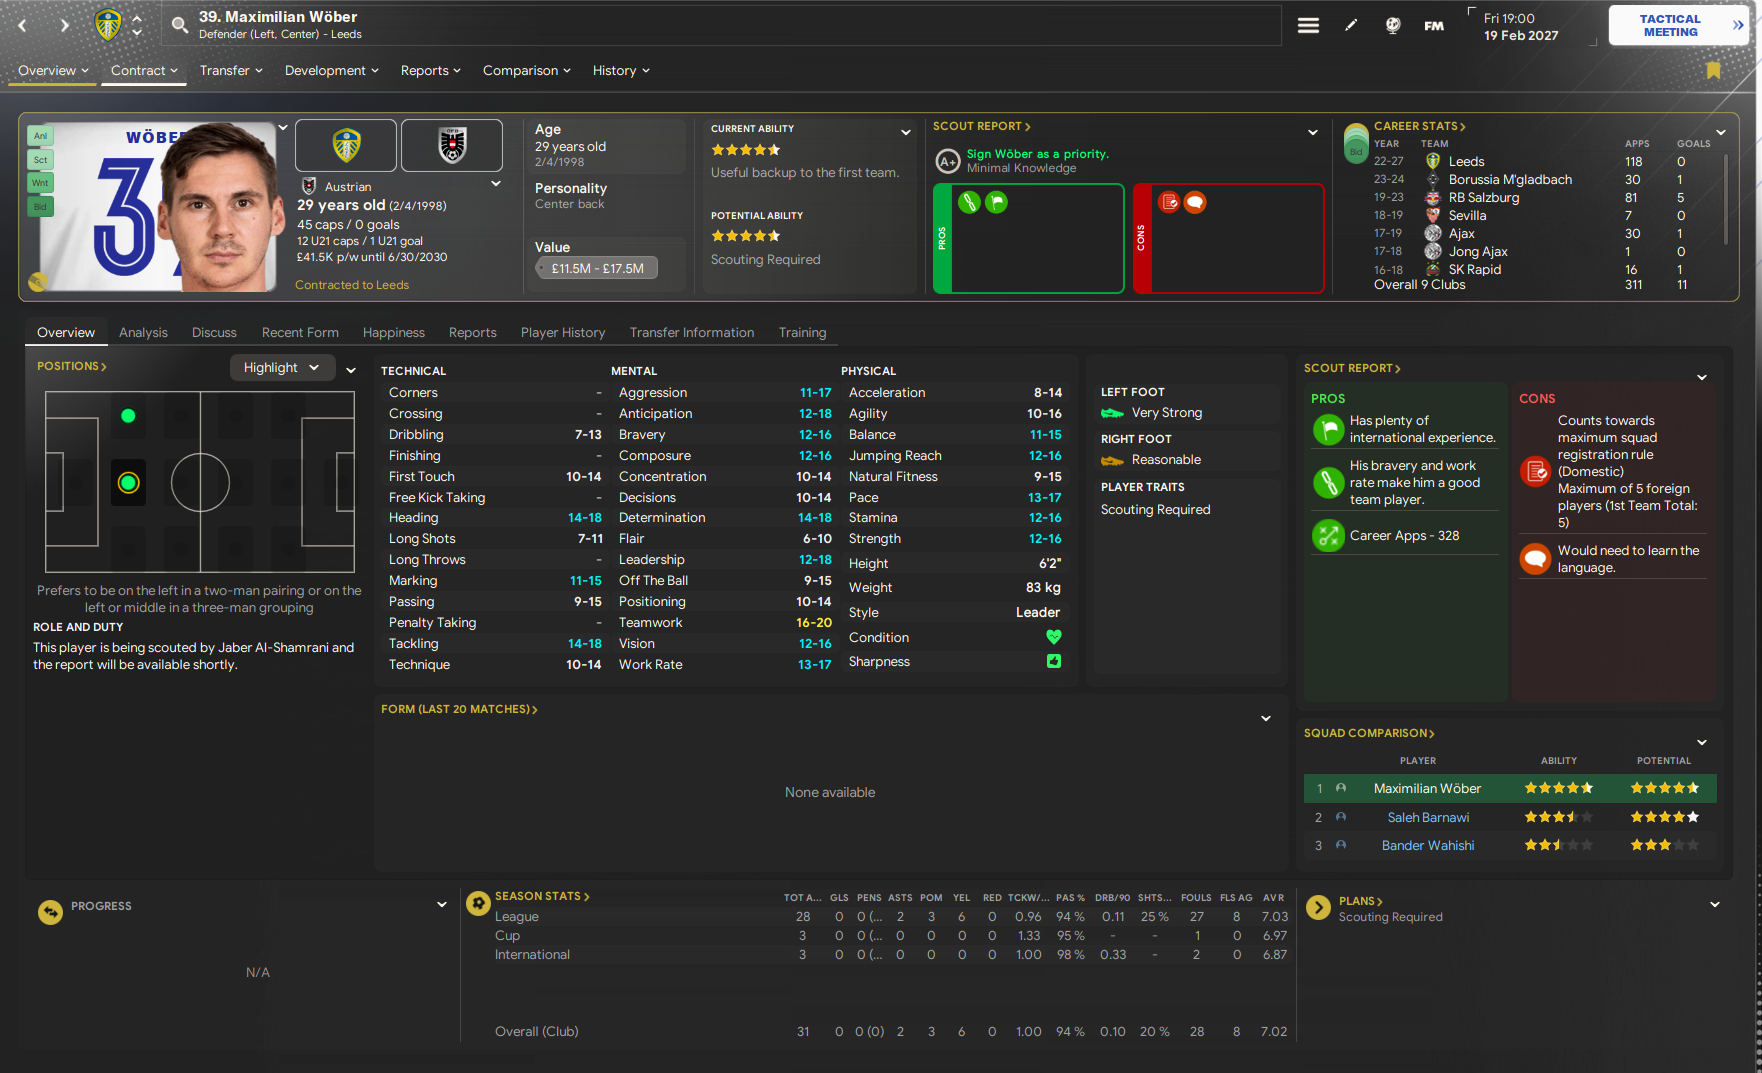 39. Maximilian Wöber
Defender (Left, Center) - Leeds
FM
Fri 19:00
19 Feb 2027
TACTICAL
MEETING
Overview
Contract
Transfer
Development
Reports
Comparison
History
Anl
Sct
Wnt
Bid
WÖBE
3
Austrian
29 years old (2/4/1998)
45 caps / 0 goals
12 U21 caps / 1 U21 goal
£41.5K p/w until 6/30/2030
Contracted to Leeds
Age
29 years old
2/4/1998
Personality
Center back
Value
£11.5M - £17.5M
CURRENT ABILITY
Useful backup to the first team.
POTENTIAL ABILITY
Scouting Required
SCOUT REPORT
A+
Sign Wöber as a priority.
Minimal Knowledge
PROS
CONS
Bid
CAREER STATS
YEAR TEAM APPS GOALS
22-27 Leeds 118 0
23-24 Borussia M'gladbach 30 1
19-23 RB Salzburg 81 5
18-19 Sevilla 7 0
17-19 Ajax 30 1
17-18 Jong Ajax 1 0
16-18 SK Rapid 16 1
Overall 9 Clubs 311 11
Overview Analysis Discuss Recent Form Happiness Reports Player History Transfer Information Training
POSITIONS
Highlight
Prefers to be on the left in a two-man pairing or on the
left or middle in a three-man grouping
ROLE AND DUTY
This player is being scouted by Jaber Al-Shamrani and
the report will be available shortly.
TECHNICAL
Corners -
Crossing -
Dribbling 7-13
Finishing -
First Touch 10-14
Free Kick Taking -
Heading 14-18
Long Shots 7-11
Long Throws -
Marking 11-15
Passing 9-15
Penalty Taking -
Tackling 14-18
Technique 10-14
MENTAL
Aggression 11-17
Anticipation 12-18
Bravery 12-16
Composure 12-16
Concentration 10-14
Decisions 10-14
Determination 14-18
Flair 6-10
Leadership 12-18
Off The Ball 9-15
Positioning 10-14
Teamwork 16-20
Vision 12-16
Work Rate 13-17
PHYSICAL
Acceleration 8-14
Agility 10-16
Balance 11-15
Jumping Reach 12-16
Natural Fitness 9-15
Pace 13-17
Stamina 12-16
Strength 12-16
Height 6'2"
Weight 83 kg
Style Leader
Condition
Sharpness
LEFT FOOT
Very Strong
RIGHT FOOT
Reasonable
PLAYER TRAITS
Scouting Required
SCOUT REPORT
PROS
Has plenty of
international experience.
His bravery and work
rate make him a good
team player.
Career Apps - 328
CONS
Counts towards
maximum squad
registration rule
(Domestic)
Maximum of 5 foreign
players (1st Team Total:
5)
Would need to learn the
language.
FORM (LAST 20 MATCHES)
None available
SQUAD COMPARISON
PLAYER ABILITY POTENTIAL
1 Maximilian Wöber
2 Saleh Barnawi
3 Bander Wahishi
PROGRESS
N/A
SEASON STATS
TOT A... GLS PENS ASTS POM YEL RED TCKW/... PAS % DRB/90 SHTS... FOULS FLS AG AV R
League 28 0 0 (... 2 3 6 0 0.96 94 % 0.11 25 % 27 8 7.03
Cup 3 0 0 (... 0 0 0 0 1.33 95 % - - 1 0 6.97
International 3 0 0 (... 0 0 0 0 1.00 98 % 0.33 - 2 0 6.87
Overall (Club) 31 0 0 (0) 2 3 6 0 1.00 94 % 0.10 20 % 28 8 7.02
PLANS
Scouting Required